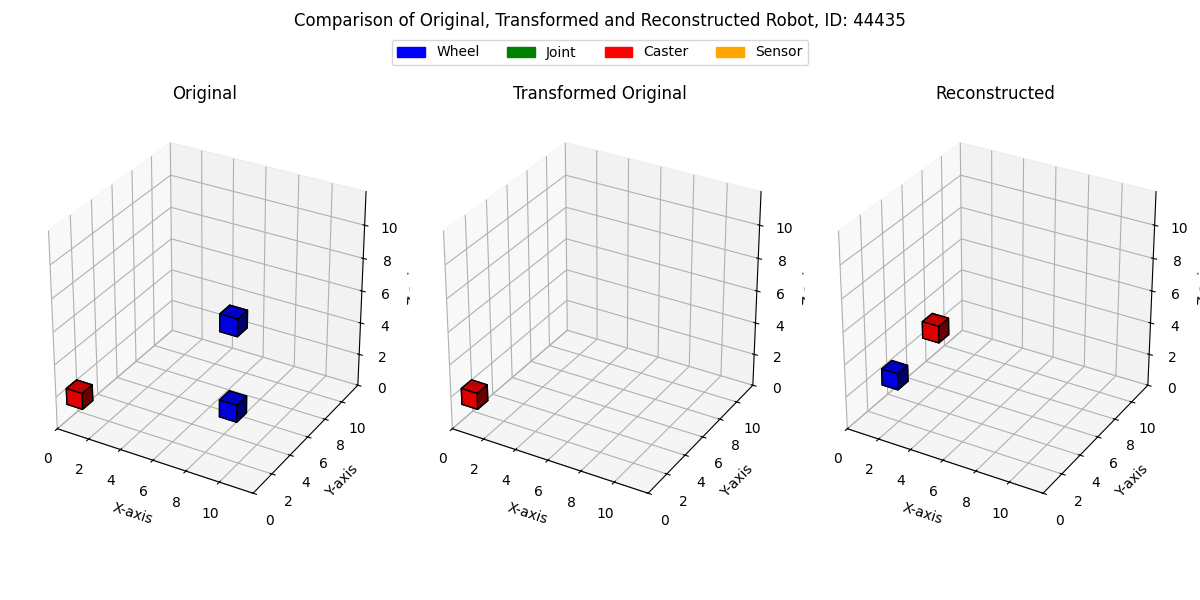 Comparison of Original, Transformed and Reconstructed Robot, ID: 44435
Wheel Joint Caster Sensor
Original
Transformed Original
Reconstructed
0 2 4 6 8 10
X-axis
0 2 4 6 8 10
Y-axis
0 2 4 6 8 10
0 2 4 6 8 10
X-axis
0 2 4 6 8 10
Y-axis
0 2 4 6 8 10
0 2 4 6 8 10
X-axis
0 2 4 6 8 10
Y-axis
0 2 4 6 8 10